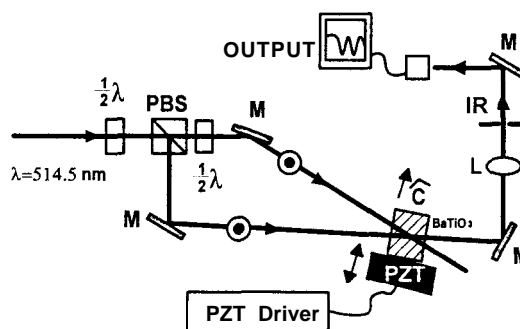 OUTPUT
M
½λ
PBS
M
IR
½λ
L
λ=514.5 nm
Ĉ
BaTiO₃
M
M
PZT
PZT Driver